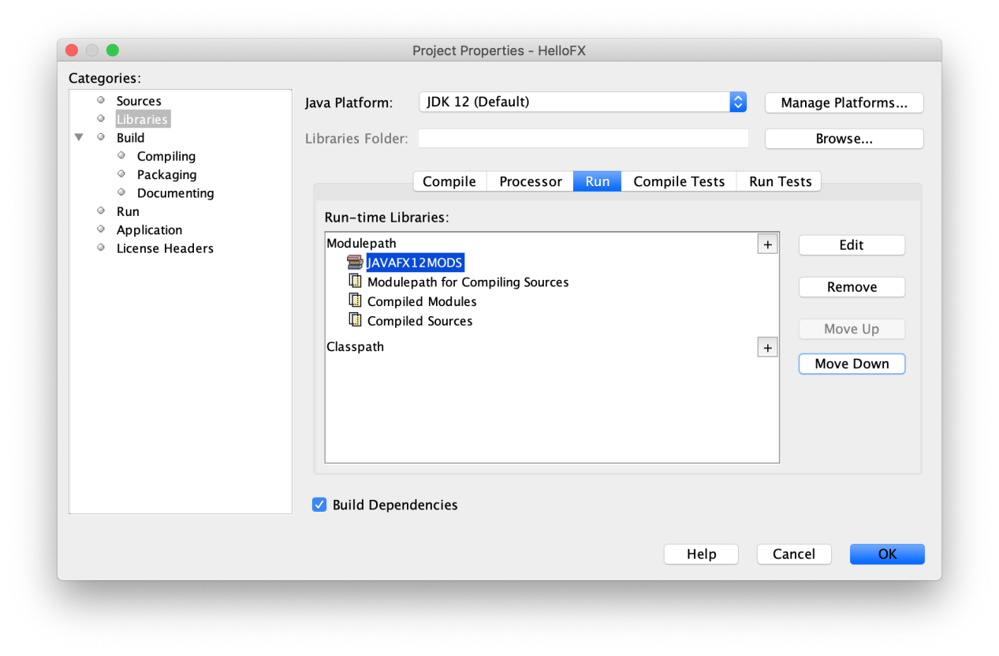 Project Properties - HelloFX
Categories:
Sources
Libraries
Build
Compiling
Packaging
Documenting
Run
Application
License Headers
Java Platform:
JDK 12 (Default)
Manage Platforms...
Libraries Folder:
Browse...
Compile
Processor
Run
Compile Tests
Run Tests
Run-time Libraries:
Modulepath
+
JAVAFX12MODS
Modulepath for Compiling Sources
Compiled Modules
Compiled Sources
Classpath
+
Edit
Remove
Move Up
Move Down
Build Dependencies
Help
Cancel
OK